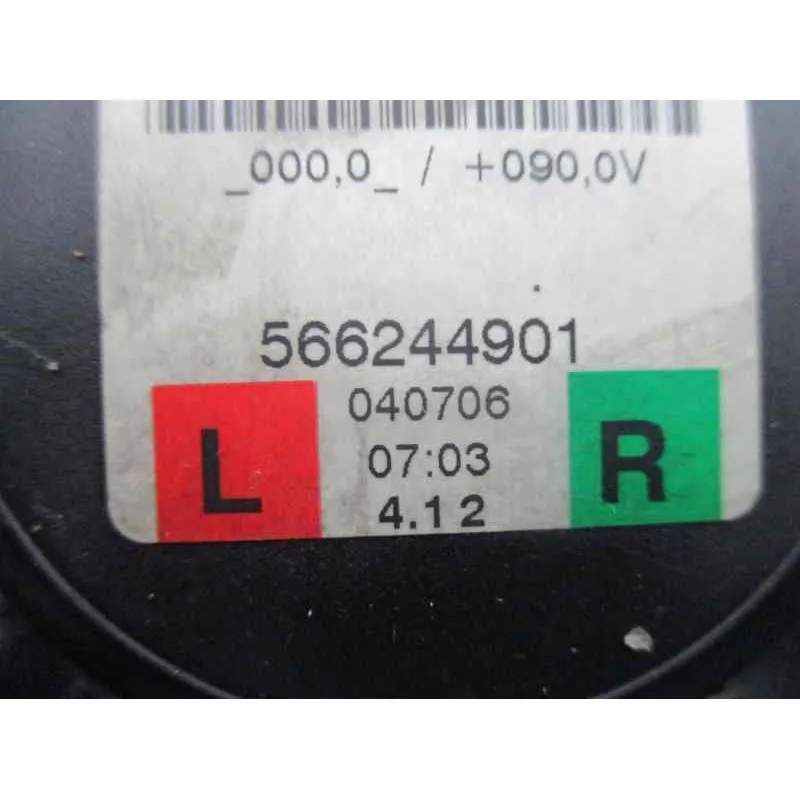 _000,0_ / +090,0V
566244901
040706
07:03
4.12
L
R